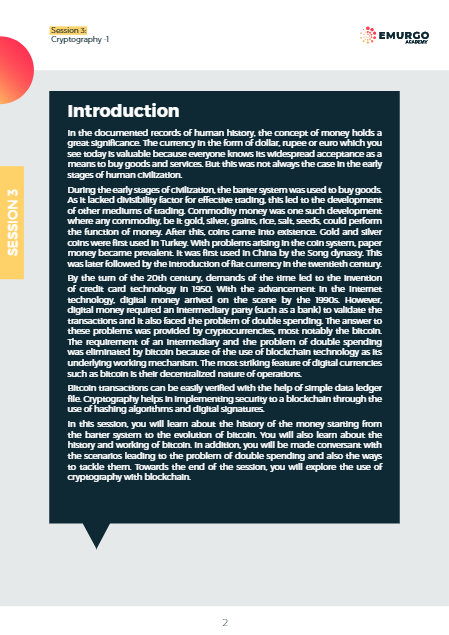 Session 3:
Cryptography -1
EMURGO
ACADEMY
SESSION 3
Introduction
In the documented records of human history, the concept of money holds a
great significance. The currency in the form of dollar, rupee or euro which you
see today is valuable because everyone knows its widespread acceptance as a
means to buy goods and services. But this was not always the case in the early
stages of human civilization.
During the early stages of civilization, the barter system was used to buy goods.
As it lacked divisibility factor for effective trading, this led to the development
of other mediums of trading. Commodity money was one such development
where any commodity, be it gold, silver, grains, rice, salt, seeds, could perform
the function of money. After this, coins came into existence. Gold and silver
coins were first used in Turkey. With problems arising in the coin system, paper
money became prevalent. It was first used in China by the Song dynasty. This
was later followed by the introduction of fiat currency in the twentieth century.
By the turn of the 20th century, demands of the time led to the invention
of credit card technology in 1950. With the advancement in the internet
technology, digital money arrived on the scene by the 1990s. However,
digital money required an intermediary party (such as a bank) to validate the
transactions and it also faced the problem of double spending. The answer to
these problems was provided by cryptocurrencies, most notably the bitcoin.
The requirement of an intermediary and the problem of double spending
was eliminated by bitcoin because of the use of blockchain technology as its
underlying working mechanism. The most striking feature of digital currencies
such as bitcoin is their decentralized nature of operations.
Bitcoin transactions can be easily verified with the help of simple data ledger
file. Cryptography helps in implementing security to a blockchain through the
use of hashing algorithms and digital signatures.
In this session, you will learn about the history of the money starting from
the barter system to the evolution of bitcoin. You will also learn about the
history and working of bitcoin. In addition, you will be made conversant with
the scenarios leading to the problem of double spending and also the ways
to tackle them. Towards the end of the session, you will explore the use of
cryptography with blockchain.
2